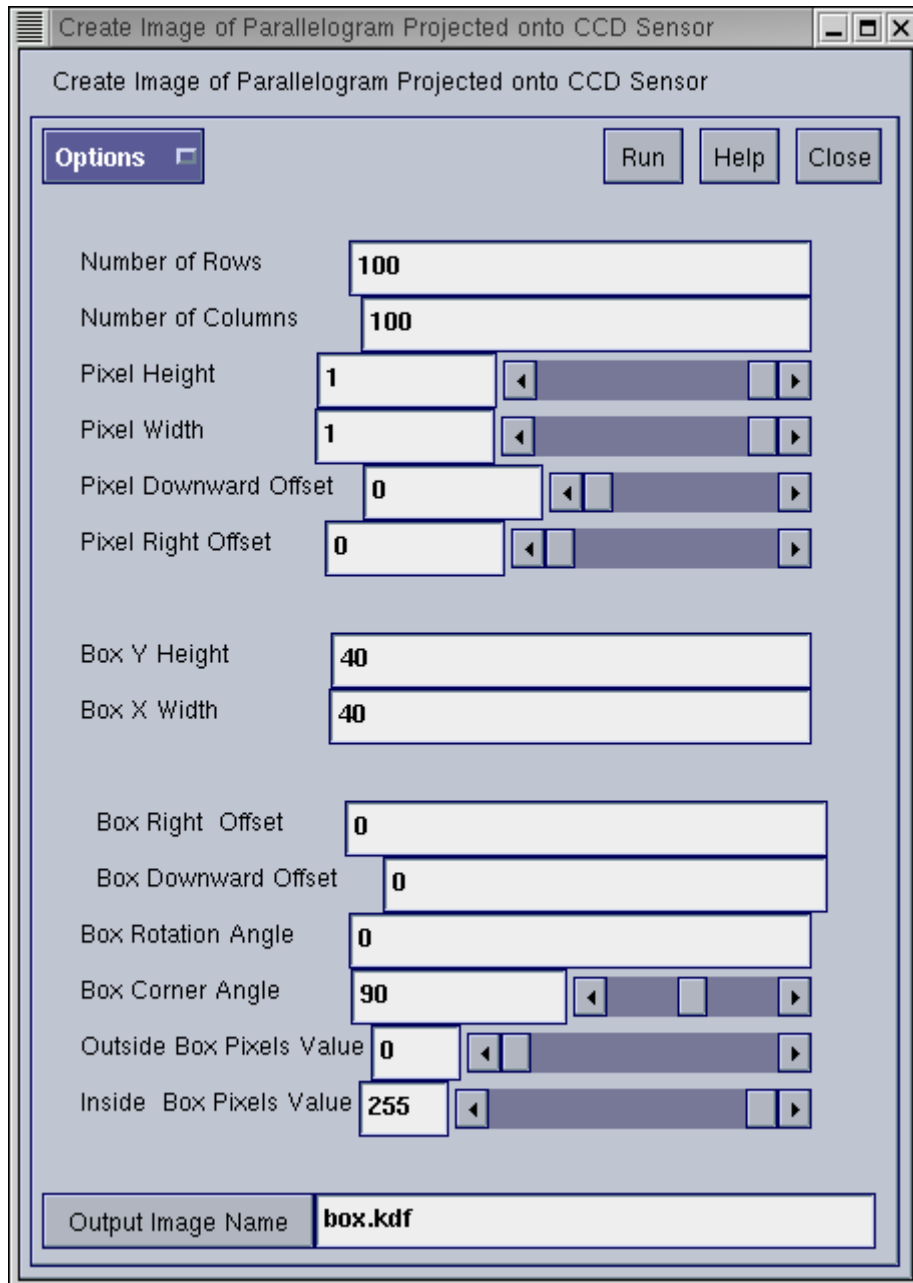 Create Image of Parallelogram Projected onto CCD Sensor
Create Image of Parallelogram Projected onto CCD Sensor
Options Run Help Close
Number of Rows 100
Number of Columns 100
Pixel Height 1
Pixel Width 1
Pixel Downward Offset 0
Pixel Right Offset 0
Box Y Height 40
Box X Width 40
Box Right  Offset 0
Box Downward Offset 0
Box Rotation Angle 0
Box Corner Angle 90
Outside Box Pixels Value 0
Inside  Box Pixels Value 255
Output Image Name box.kdf